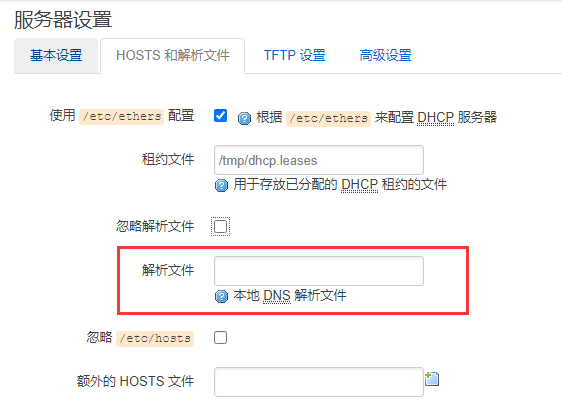 服务器设置
基本设置 HOSTS 和解析文件 TFTP 设置 高级设置
使用 /etc/ethers 配置 根据 /etc/ethers 来配置 DHCP 服务器
租约文件 /tmp/dhcp.leases
用于存放已分配的 DHCP 租约的文件
忽略解析文件
解析文件
本地 DNS 解析文件
忽略 /etc/hosts
额外的 HOSTS 文件